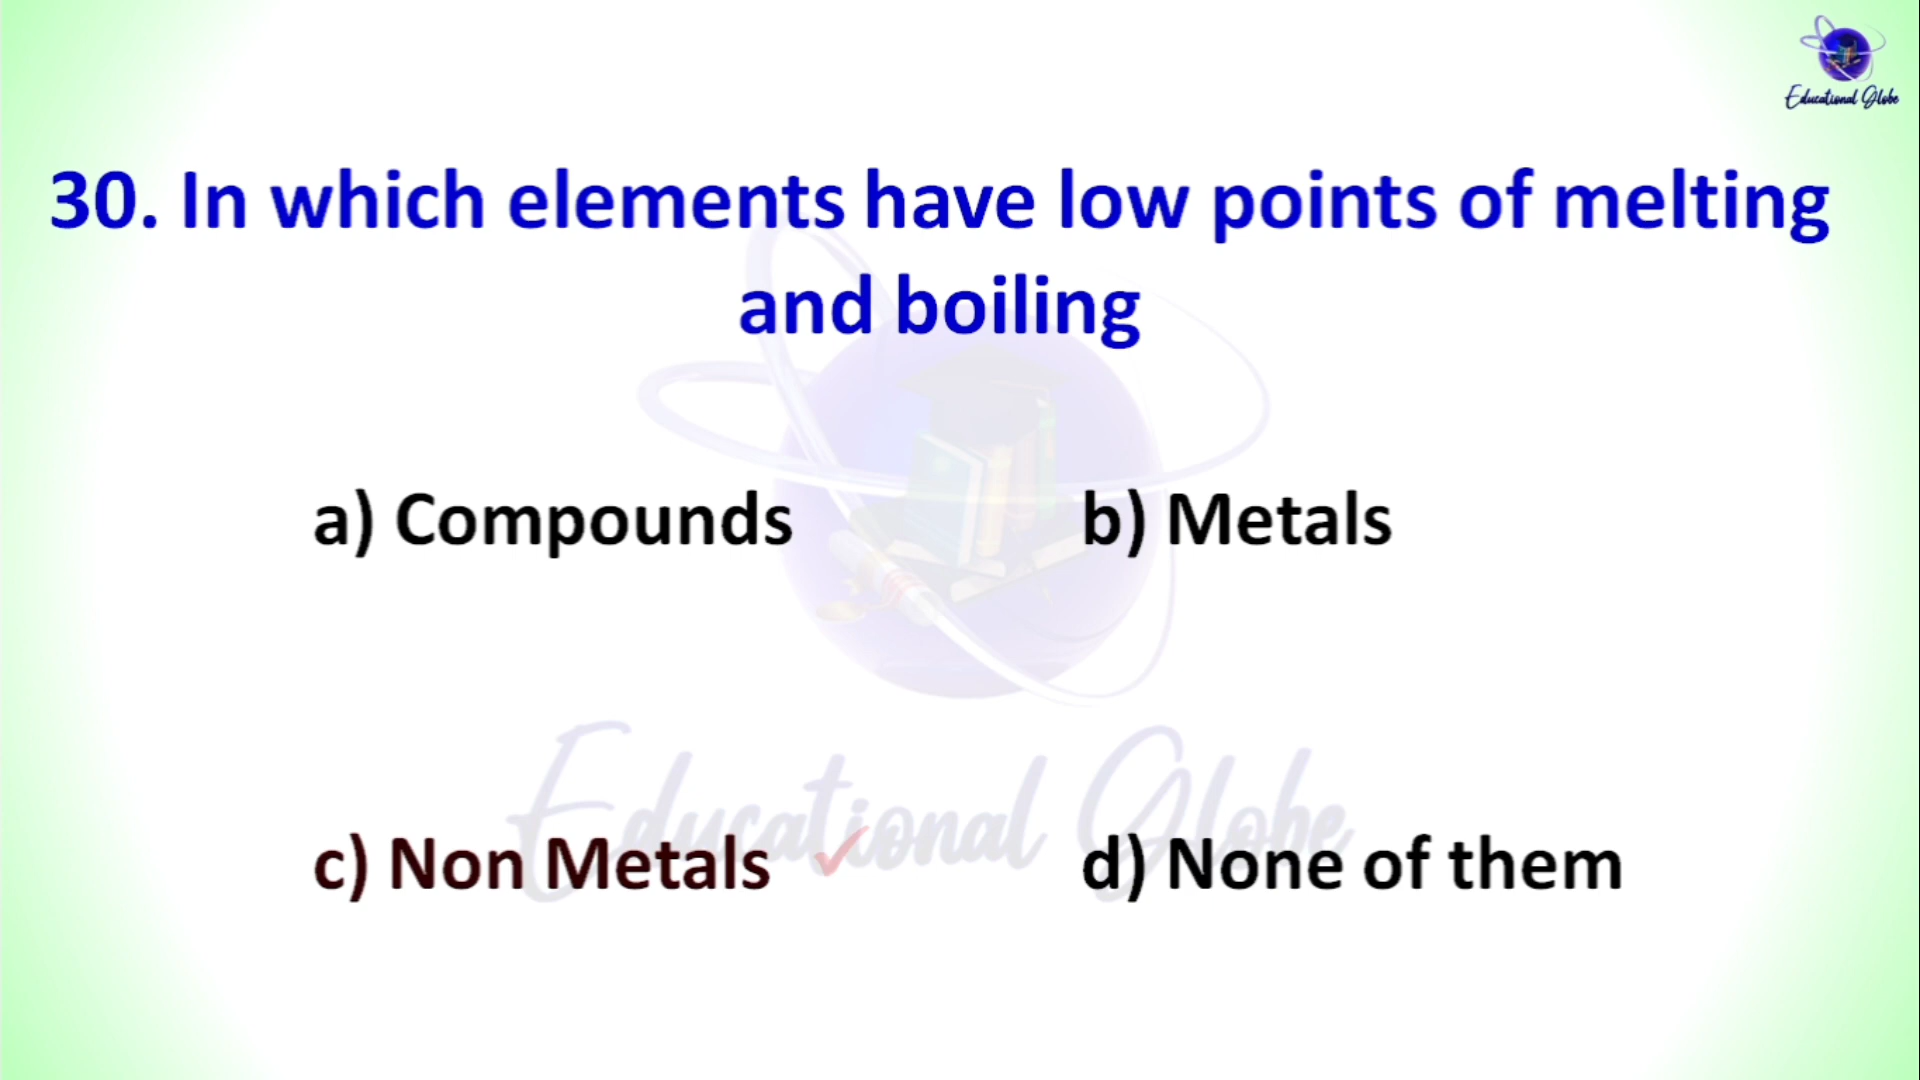 Educational Globe
30. In which elements have low points of melting
and boiling
a) Compounds
b) Metals
Educational Globe
c) Non Metals
d) None of them